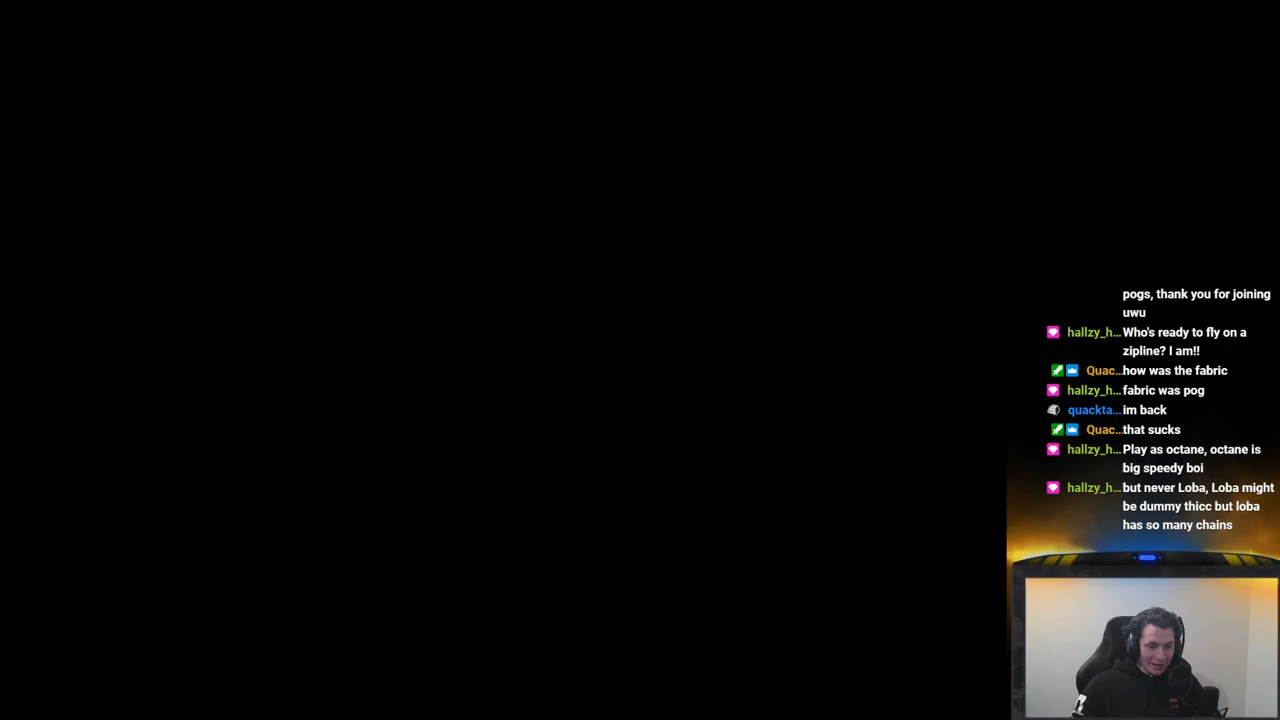 pogs, thank you for joining
uwu
hallzy_h... Who's ready to fly on a
zipline? I am!!
Quac... how was the fabric
hallzy_h... fabric was pog
quackta... im back
Quac... that sucks
hallzy_h... Play as octane, octane is
big speedy boi
hallzy_h... but never Loba, Loba might
be dummy thicc but loba
has so many chains